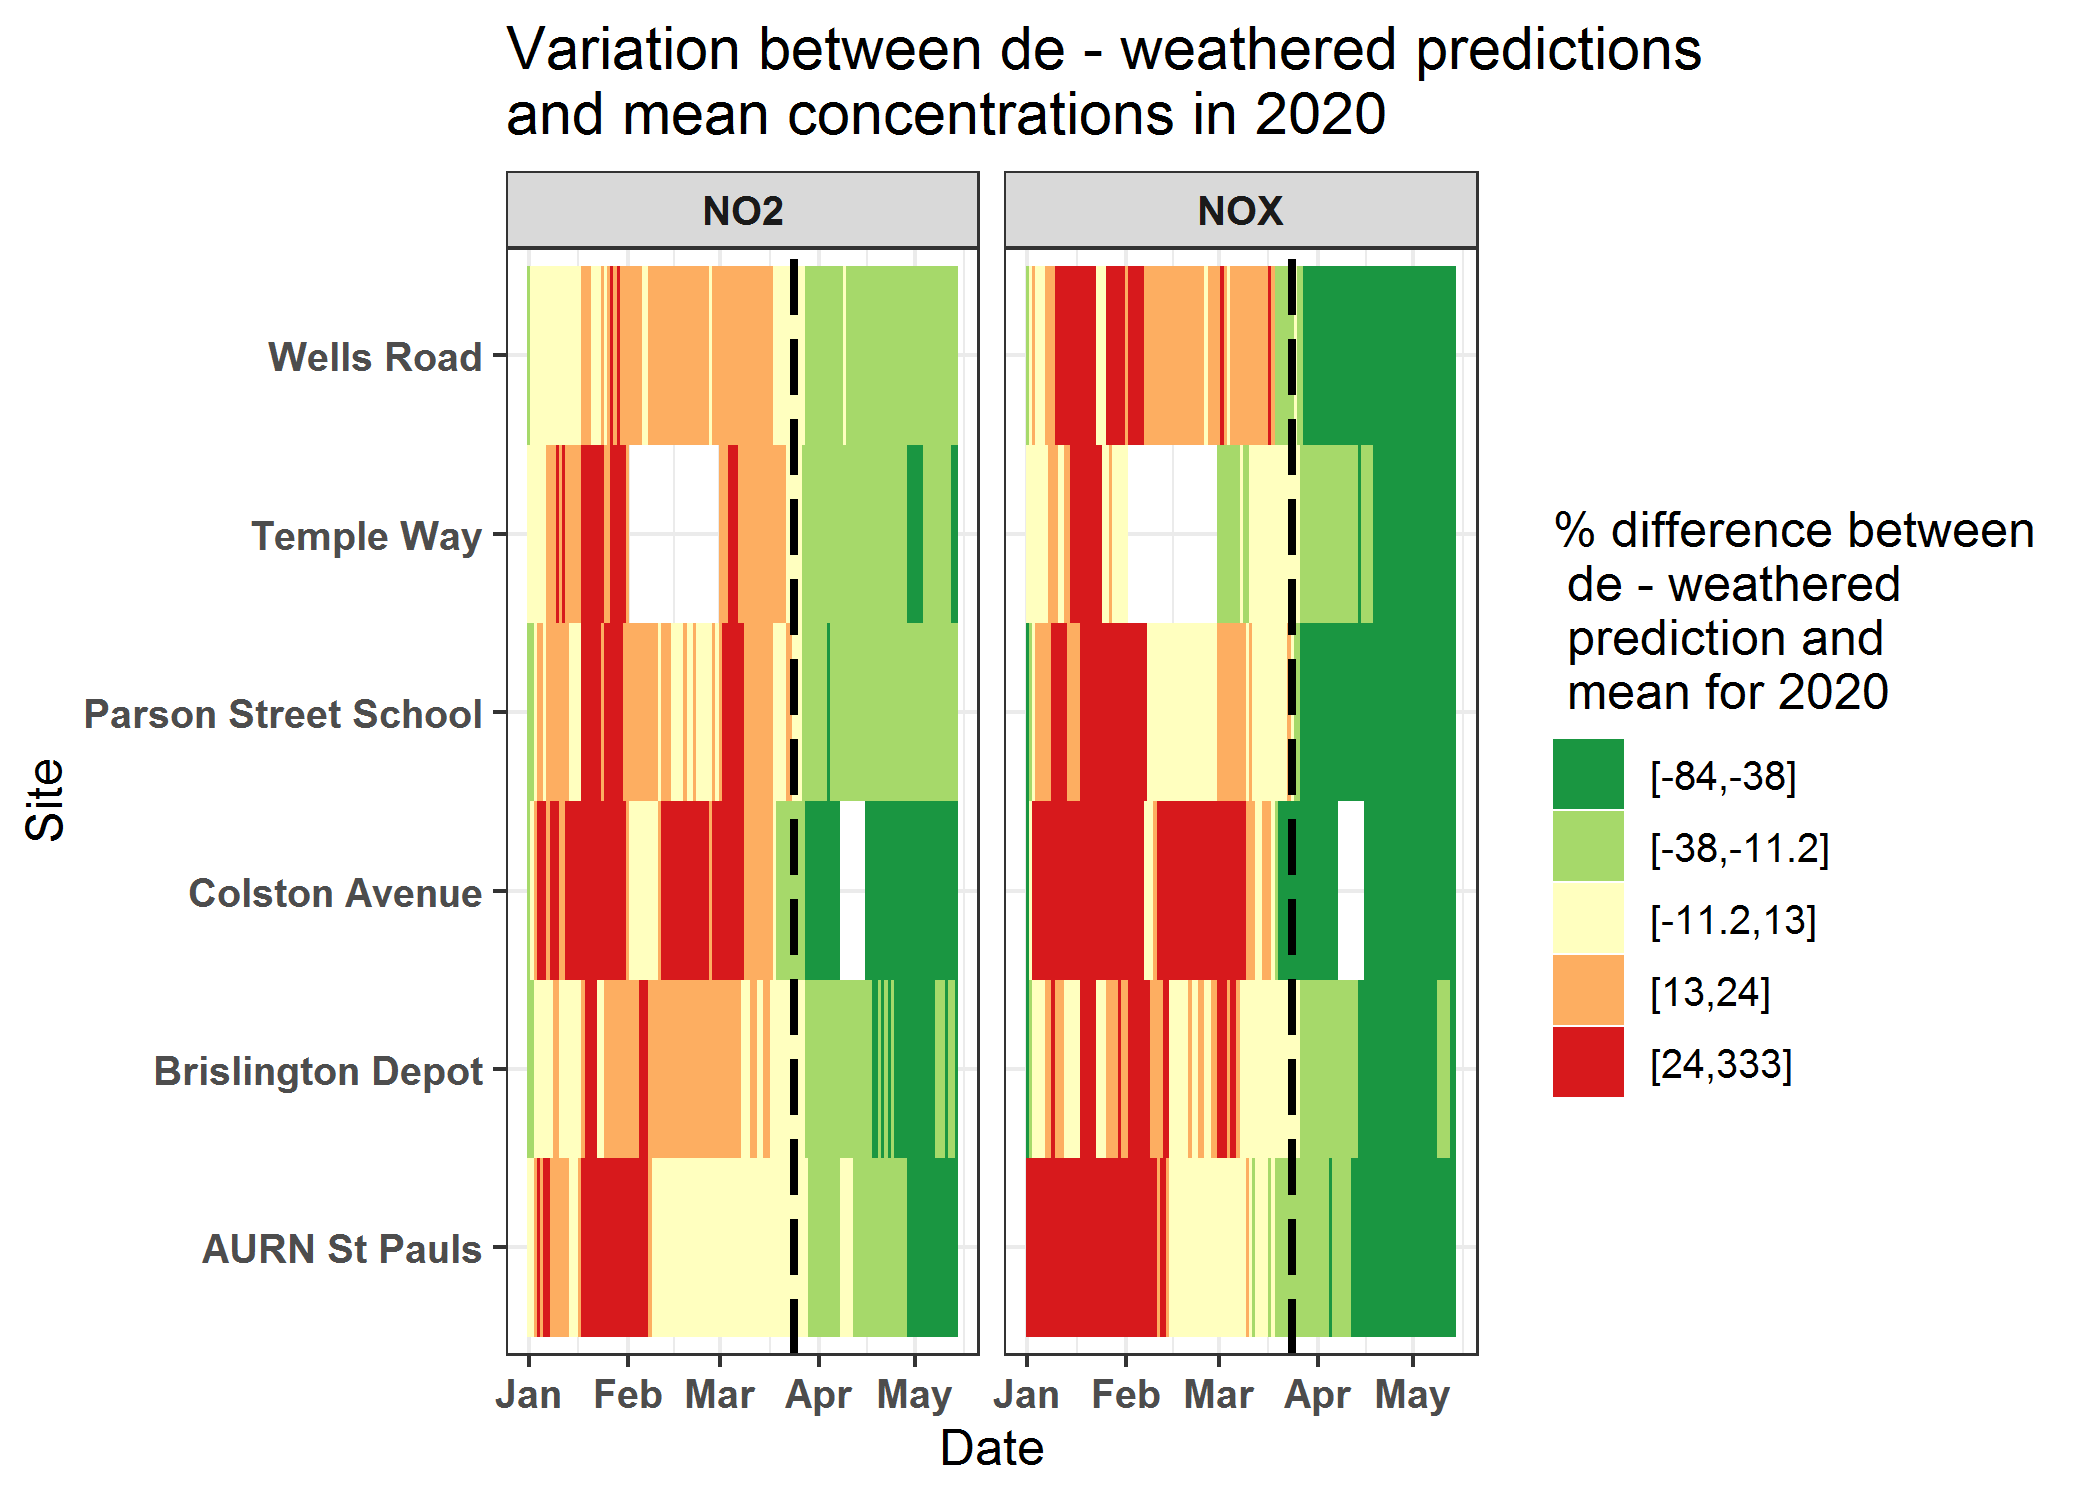 Variation between de - weathered predictions
and mean concentrations in 2020
NO2
NOX
Site
Wells Road
Temple Way
Parson Street School
Colston Avenue
Brislington Depot
AURN St Pauls
Jan Feb Mar Apr May
Jan Feb Mar Apr May
Date
% difference between
de - weathered
prediction and
mean for 2020
[-84,-38]
[-38,-11.2]
[-11.2,13]
[13,24]
[24,333]